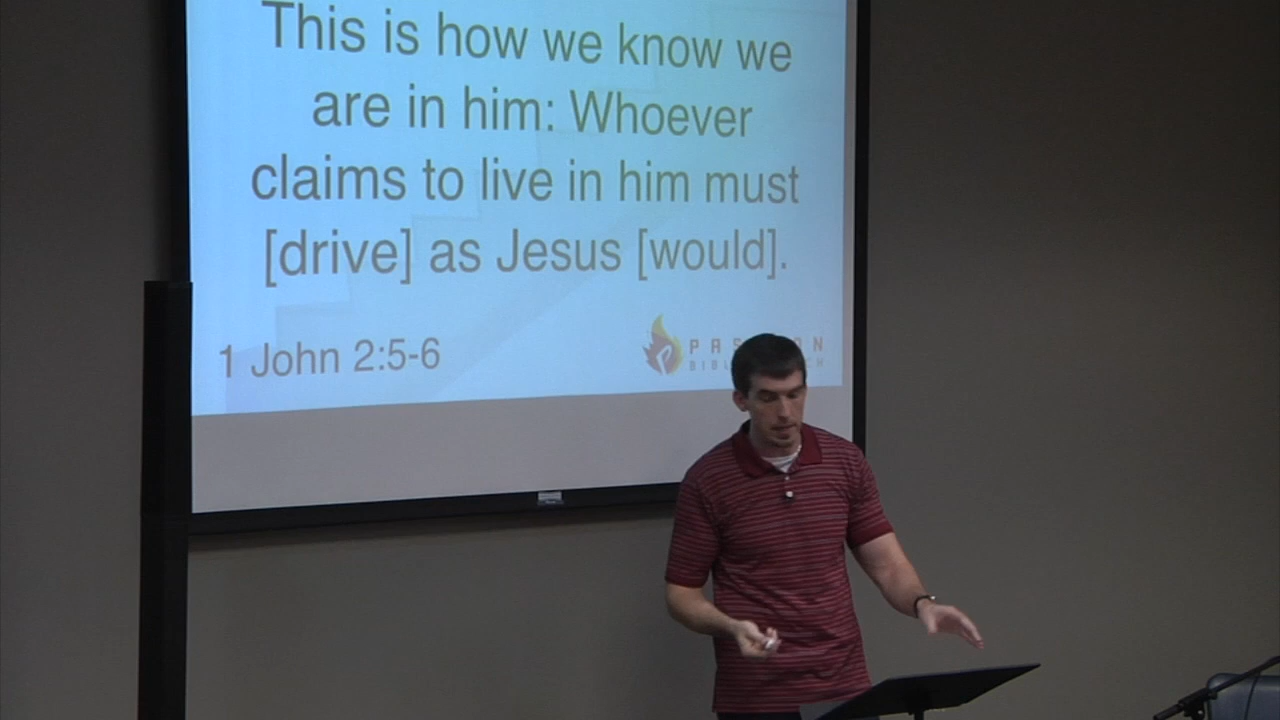 This is how we know we
are in him: Whoever
claims to live in him must
[drive] as Jesus [would].
1 John 2:5-6